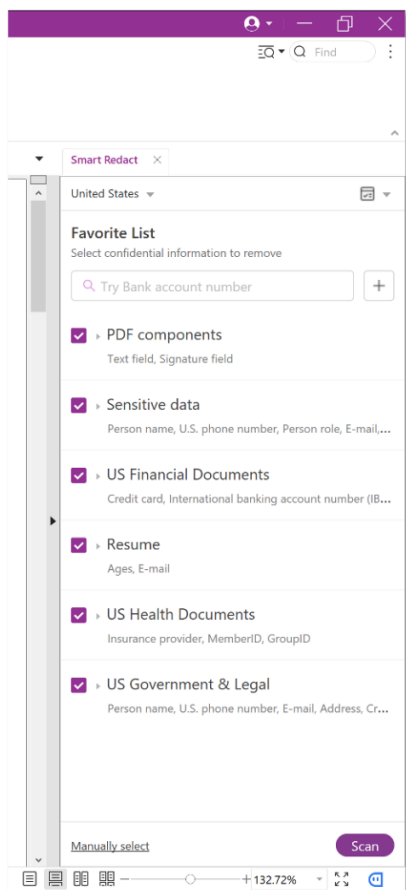 Find
Smart Redact
United States
Favorite List
Select confidential information to remove
Try Bank account number
PDF components
Text field, Signature field
Sensitive data
Person name, U.S. phone number, Person role, E-mail,...
US Financial Documents
Credit card, International banking account number (IB...
Resume
Ages, E-mail
US Health Documents
Insurance provider, MemberID, GroupID
US Government & Legal
Person name, U.S. phone number, E-mail, Address, Cr...
Manually select
Scan
132.72%